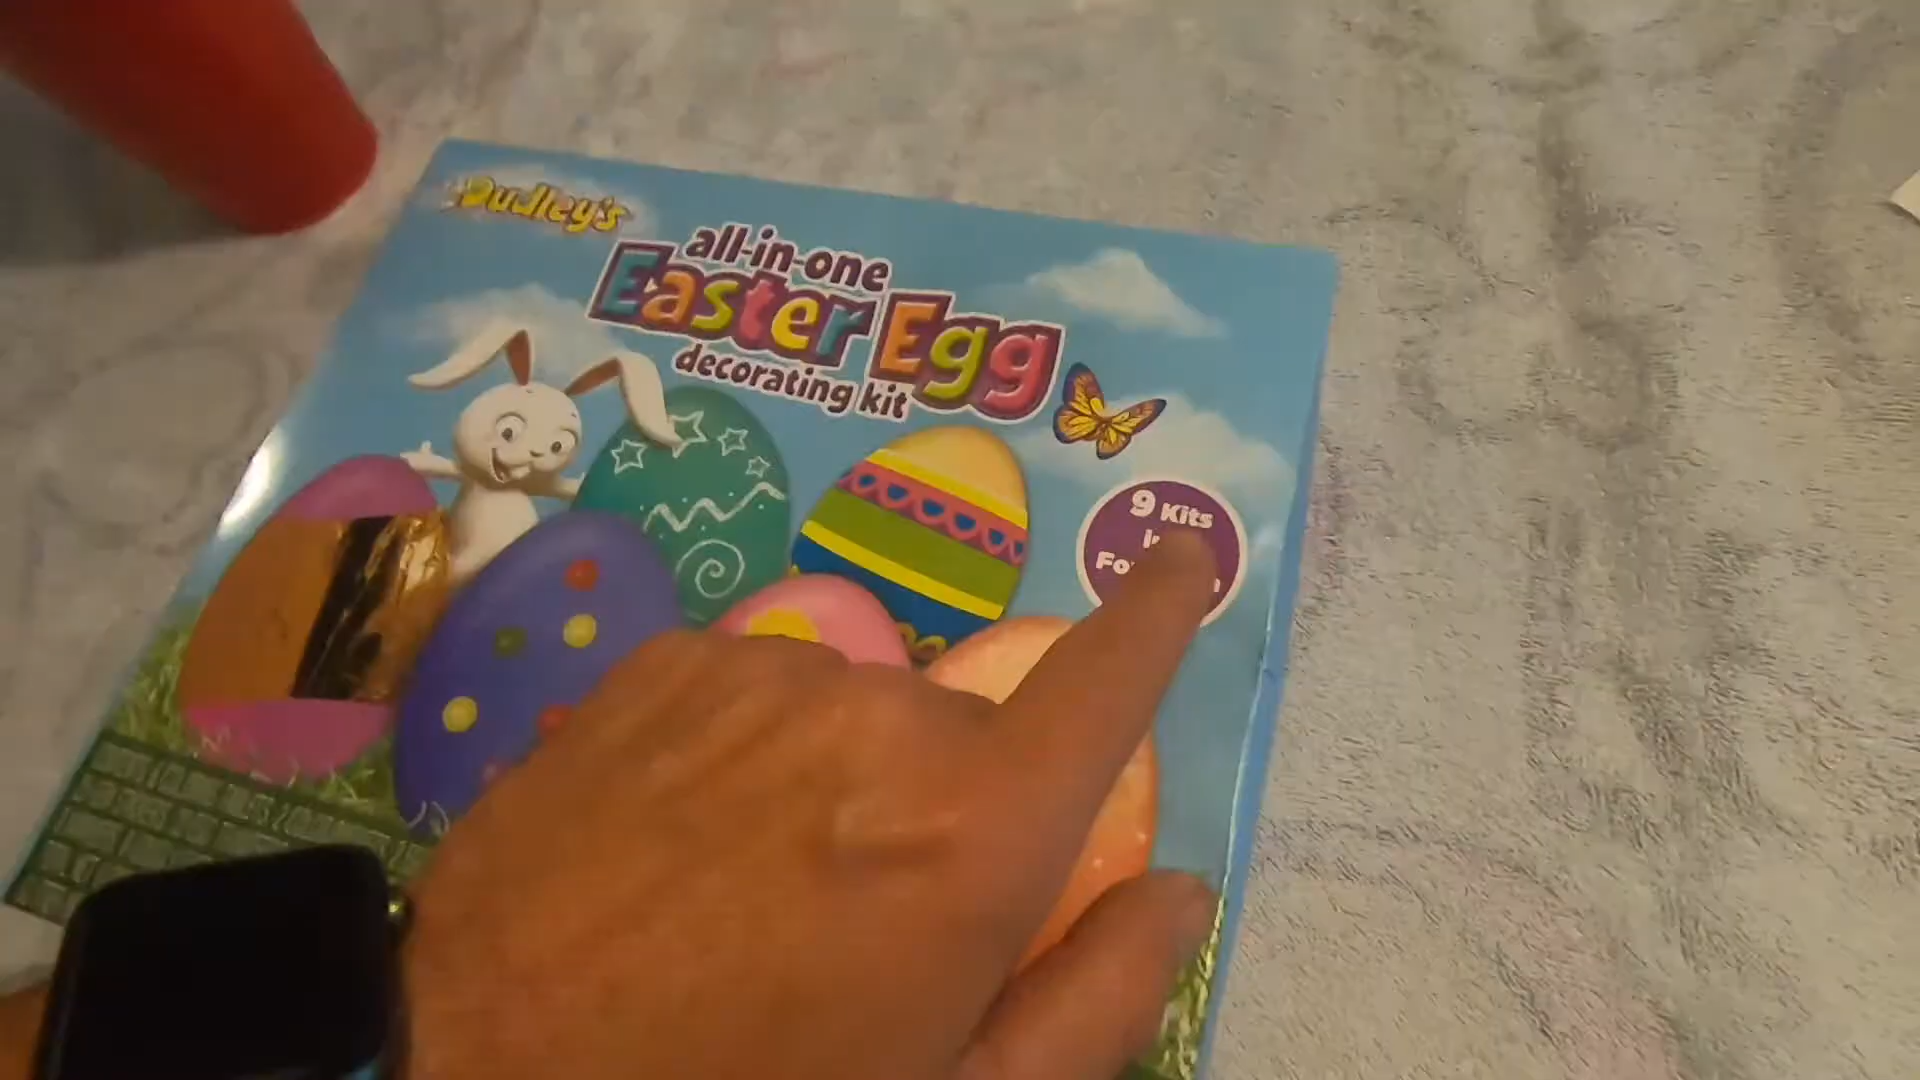 Dudley's
all-in-one
Easter Egg
decorating kit
9 Kits